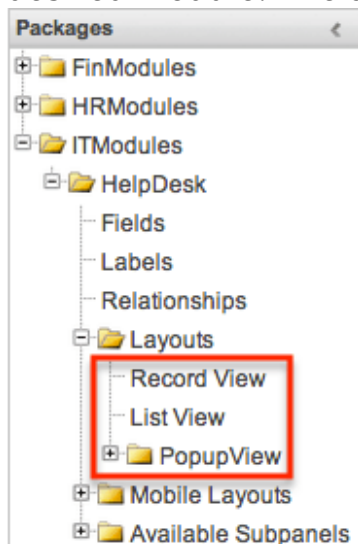 Packages
FinModules
HRModules
ITModules
HelpDesk
Fields
Labels
Relationships
Layouts
Record View
List View
PopupView
Mobile Layouts
Available Subpanels